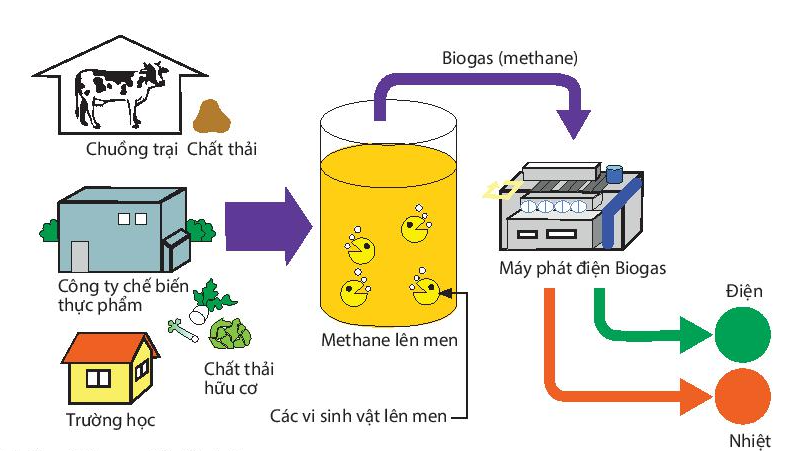 Biogas (methane)
Chuồng trại
Chất thải
Công ty chế biến
thực phẩm
Chất thải
hữu cơ
Trường học
Methane lên men
Các vi sinh vật lên men
Máy phát điện Biogas
Điện
Nhiệt